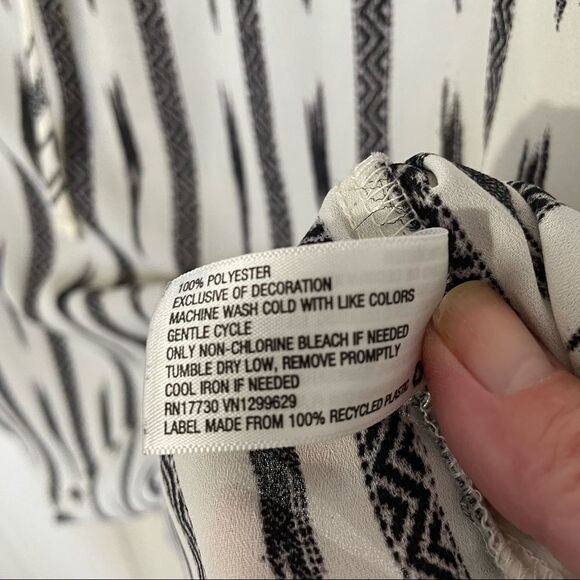 100% POLYESTER
EXCLUSIVE OF DECORATION
MACHINE WASH COLD WITH LIKE COLORS
GENTLE CYCLE
ONLY NON-CHLORINE BLEACH IF NEEDED
TUMBLE DRY LOW, REMOVE PROMPTLY
COOL IRON IF NEEDED
RN17730 VN1299629
LABEL MADE FROM 100% RECYCLED PLASTIC